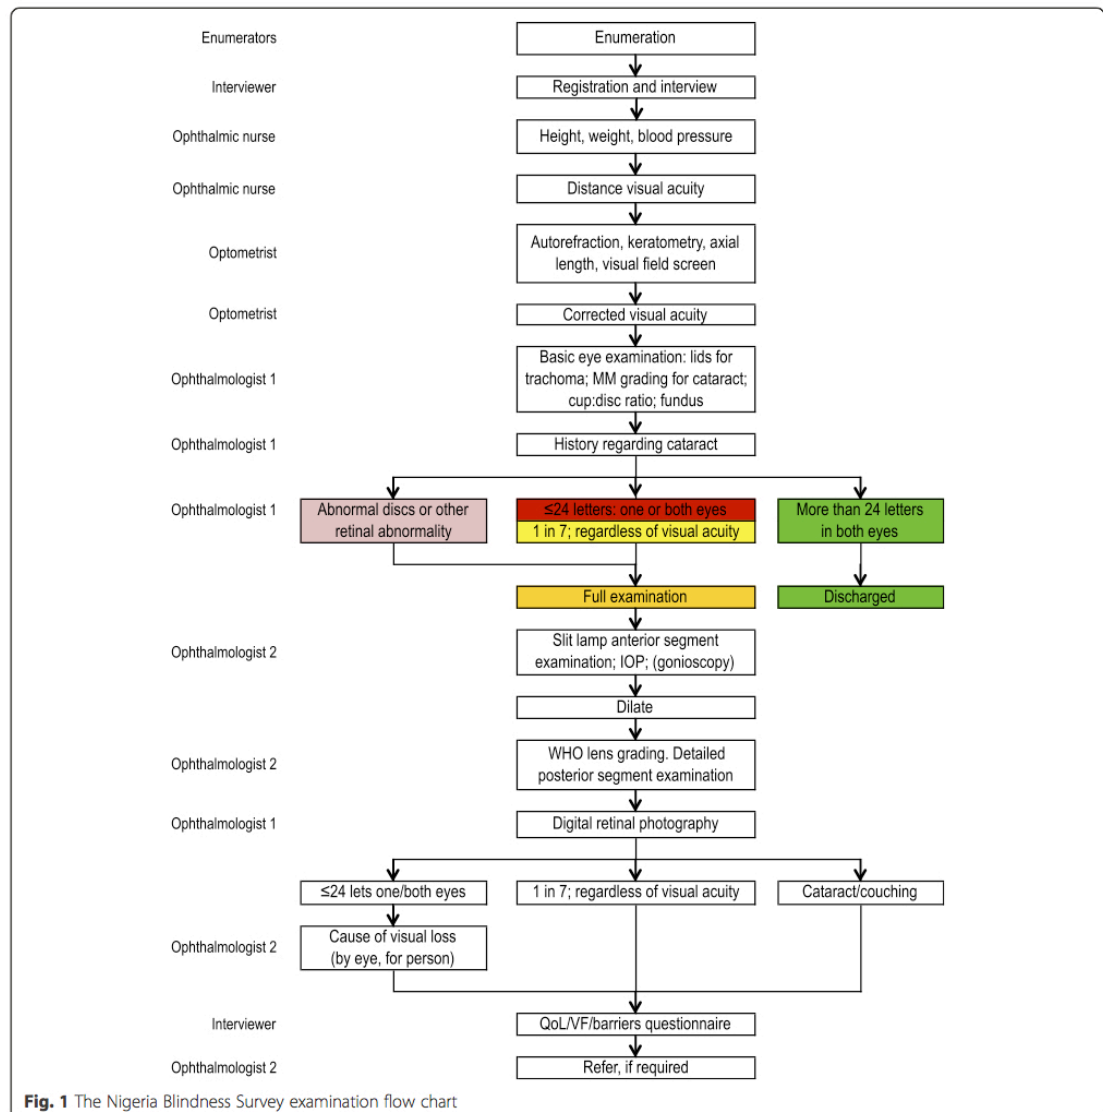 Enumerators
Enumeration
Interviewer
Registration and interview
Ophthalmic nurse
Height, weight, blood pressure
Ophthalmic nurse
Distance visual acuity
Optometrist
Autorefraction, keratometry, axial
length, visual field screen
Optometrist
Corrected visual acuity
Ophthalmologist 1
Basic eye examination: lids for
trachoma; MM grading for cataract;
cup:disc ratio; fundus
Ophthalmologist 1
History regarding cataract
Ophthalmologist 1
Abnormal discs or other
retinal abnormality
≤24 letters: one or both eyes
1 in 7; regardless of visual acuity
More than 24 letters
in both eyes
Full examination
Discharged
Ophthalmologist 2
Slit lamp anterior segment
examination; IOP; (gonioscopy)
Dilate
Ophthalmologist 2
WHO lens grading. Detailed
posterior segment examination
Ophthalmologist 1
Digital retinal photography
≤24 lets one/both eyes
1 in 7; regardless of visual acuity
Cataract/couching
Ophthalmologist 2
Cause of visual loss
(by eye, for person)
Interviewer
QoL/VF/barriers questionnaire
Ophthalmologist 2
Refer, if required
Fig. 1 The Nigeria Blindness Survey examination flow chart